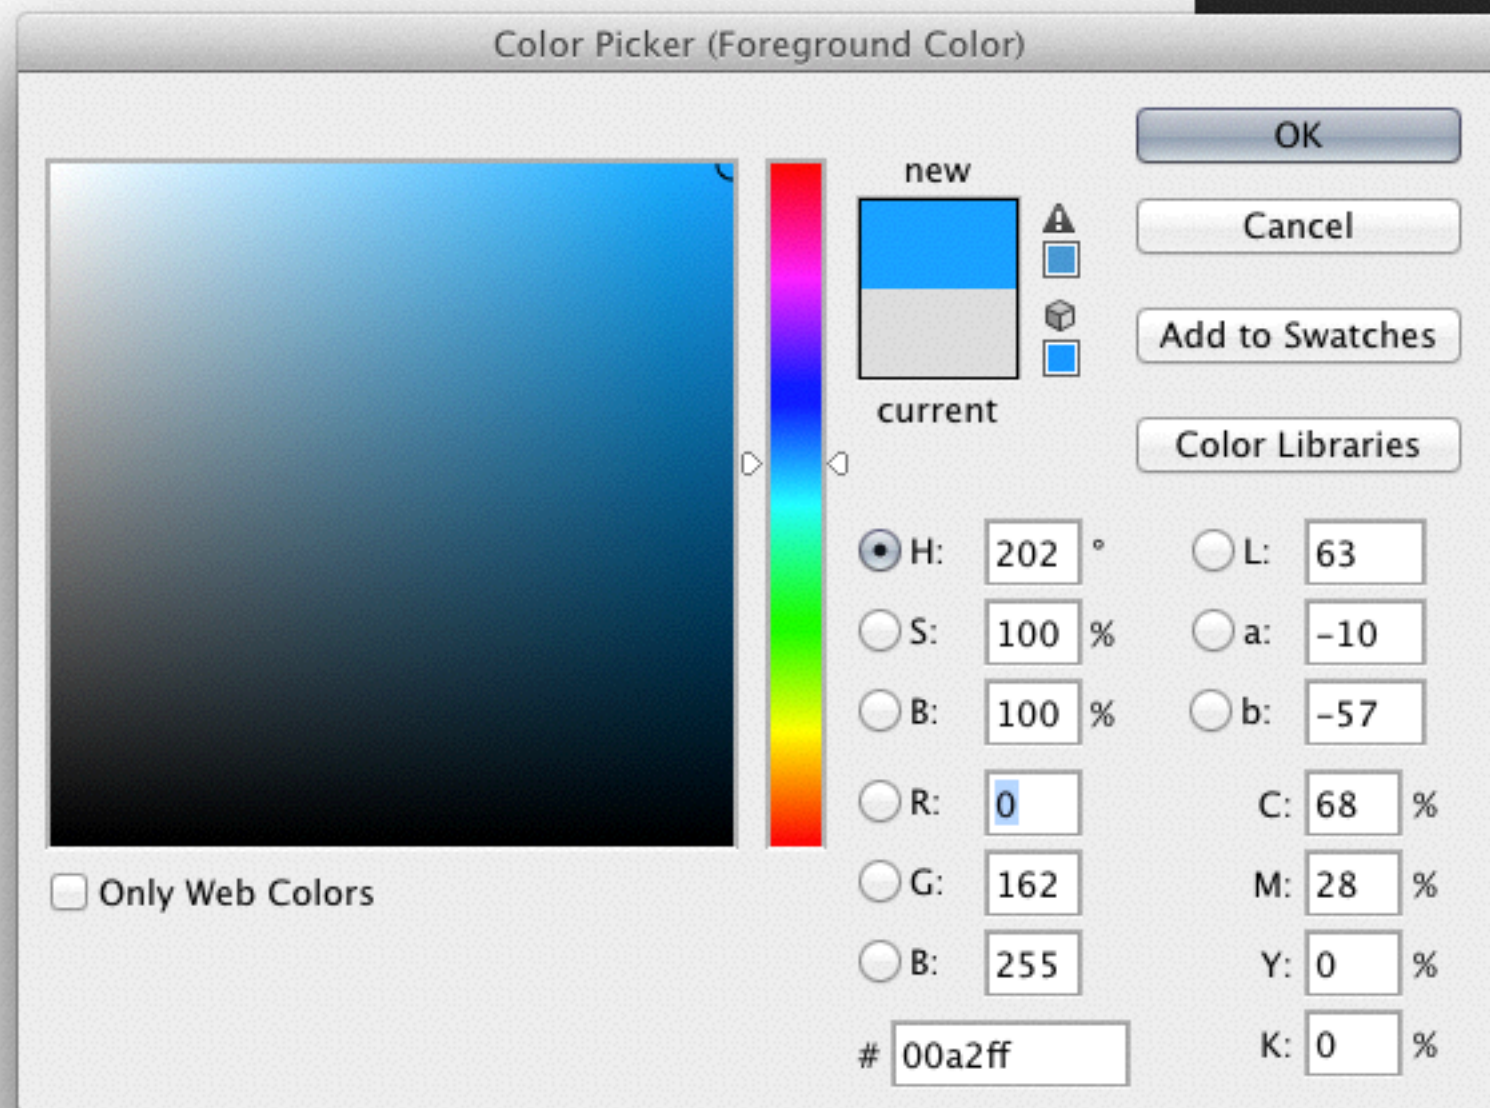 Color Picker (Foreground Color)
OK
new
Cancel
Add to Swatches
current
Color Libraries
H: 202 ° L: 63
S: 100 % a: -10
B: 100 % b: -57
R: 0 C: 68 %
Only Web Colors
G: 162 M: 28 %
B: 255 Y: 0 %
# 00a2ff K: 0 %